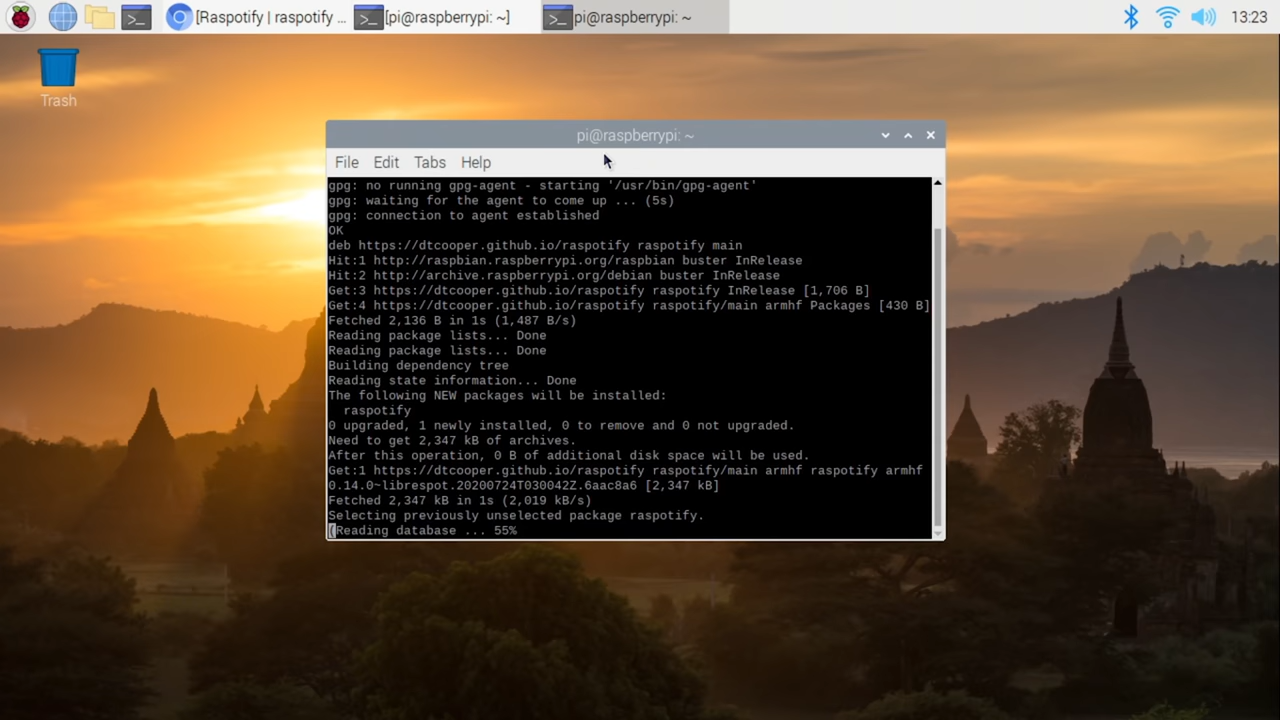 [Raspotify | raspotify ...
[pi@raspberrypi: ~]
pi@raspberrypi: ~
13:23
Trash
pi@raspberrypi: ~
File Edit Tabs Help
gpg: no running gpg-agent - starting '/usr/bin/gpg-agent'
gpg: waiting for the agent to come up ... (5s)
gpg: connection to agent established
OK
deb https://dtcooper.github.io/raspotify raspotify main
Hit:1 http://raspbian.raspberrypi.org/raspbian buster InRelease
Hit:2 http://archive.raspberrypi.org/debian buster InRelease
Get:3 https://dtcooper.github.io/raspotify raspotify InRelease [1,706 B]
Get:4 https://dtcooper.github.io/raspotify raspotify/main armhf Packages [430 B]
Fetched 2,136 B in 1s (1,487 B/s)
Reading package lists... Done
Reading package lists... Done
Building dependency tree
Reading state information... Done
The following NEW packages will be installed:
raspotify
0 upgraded, 1 newly installed, 0 to remove and 0 not upgraded.
Need to get 2,347 kB of archives.
After this operation, 0 B of additional disk space will be used.
Get:1 https://dtcooper.github.io/raspotify raspotify/main armhf raspotify armhf
0.14.0~librespot.20200724T030042Z.6aac8a6 [2,347 kB]
Fetched 2,347 kB in 1s (2,019 kB/s)
Selecting previously unselected package raspotify.
(Reading database ... 55%